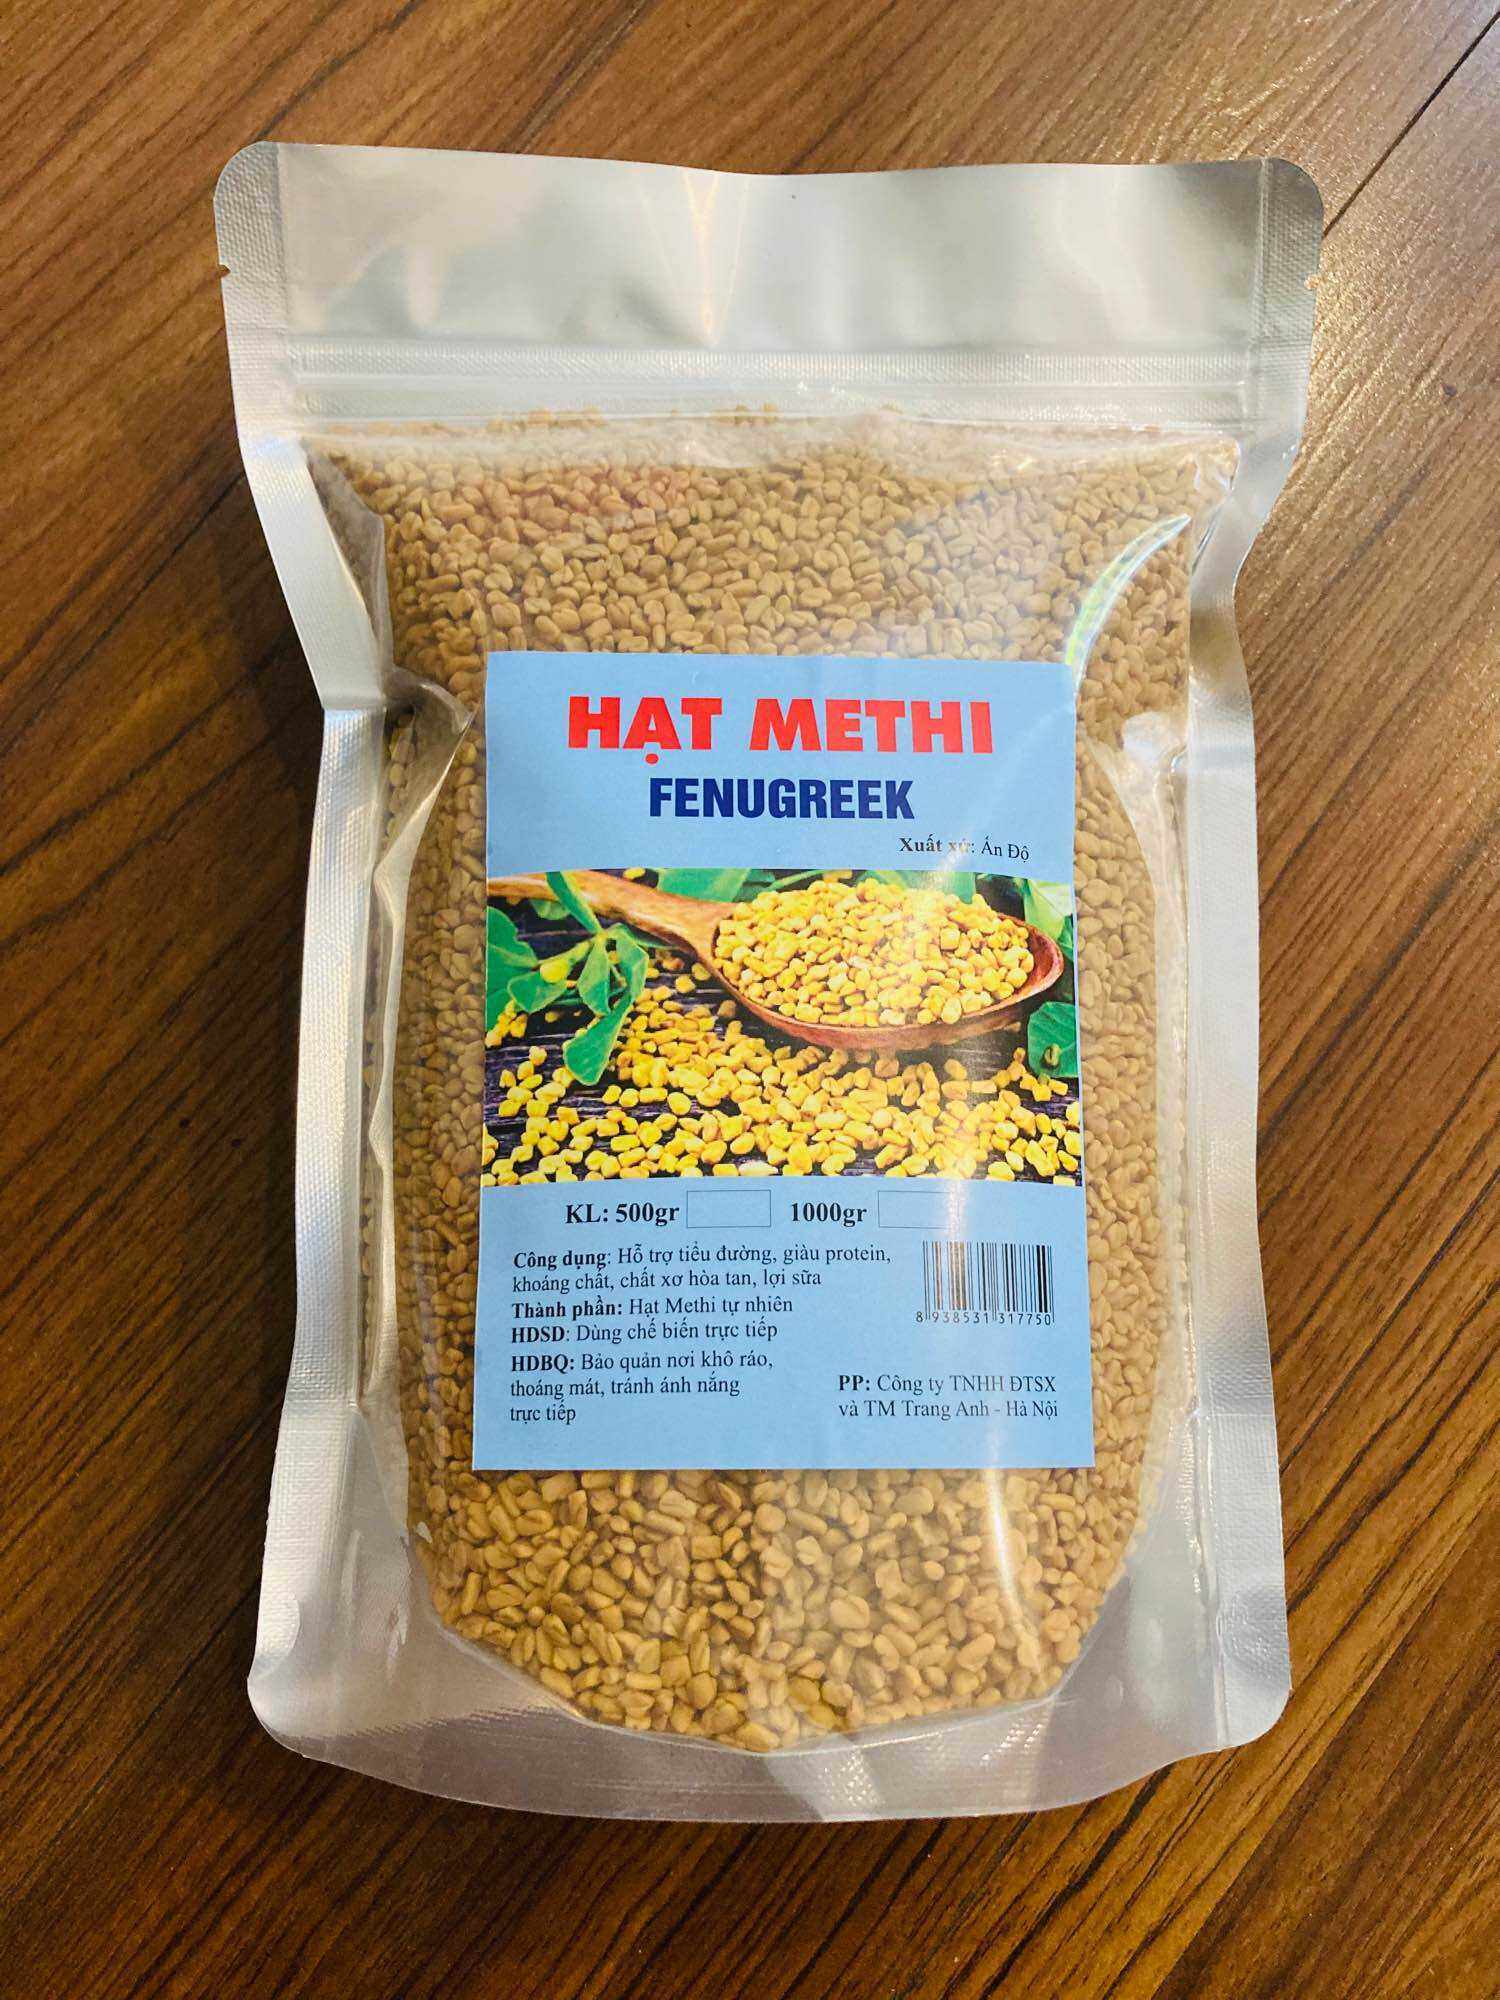 HẠT METHI
FENUGREEK
Xuất xứ: Ấn Độ
KL: 500gr 1000gr
Công dụng: Hỗ trợ tiểu đường, giàu protein,
khoáng chất, chất xơ hòa tan, lợi sữa
Thành phần: Hạt Methi tự nhiên
HDSD: Dùng chế biến trực tiếp
HDBQ: Bảo quản nơi khô ráo,
thoáng mát, tránh ánh nắng
trực tiếp
8 938531 317750
PP: Công ty TNHH ĐTSX
và TM Trang Anh - Hà Nội